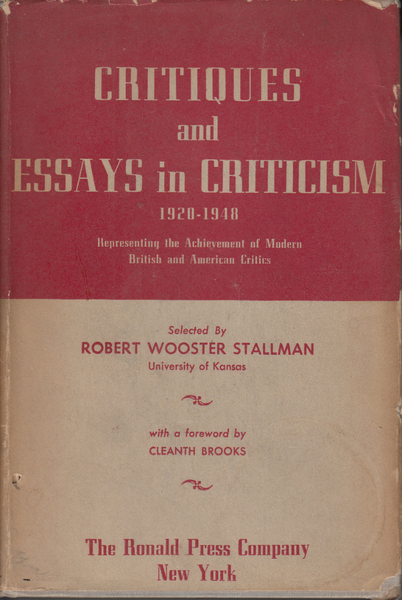 CRITIQUES
and
ESSAYS in CRITICISM
1920-1948
Representing the Achievement of Modern
British and American Critics
Selected By
ROBERT WOOSTER STALLMAN
University of Kansas
with a foreword by
CLEANTH BROOKS
The Ronald Press Company
New York